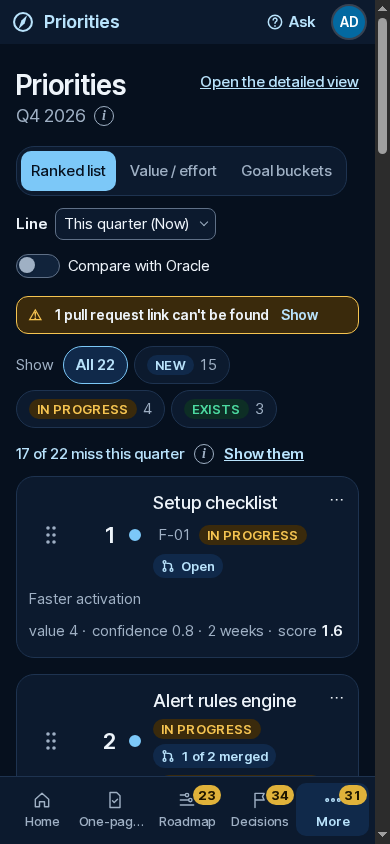 Priorities
Ask
AD
Priorities
Open the detailed view
Q4 2026 i
Ranked list
Value / effort
Goal buckets
Line This quarter (Now)
Compare with Oracle
1 pull request link can't be found Show
Show All 22 NEW 15
IN PROGRESS 4 EXISTS 3
17 of 22 miss this quarter i Show them
Setup checklist ...
1 F-01 IN PROGRESS
Open
Faster activation
value 4 · confidence 0.8 · 2 weeks · score 1.6
Alert rules engine ...
IN PROGRESS
2
1 of 2 merged
23 34 31
Home One-pag... Roadmap Decisions More